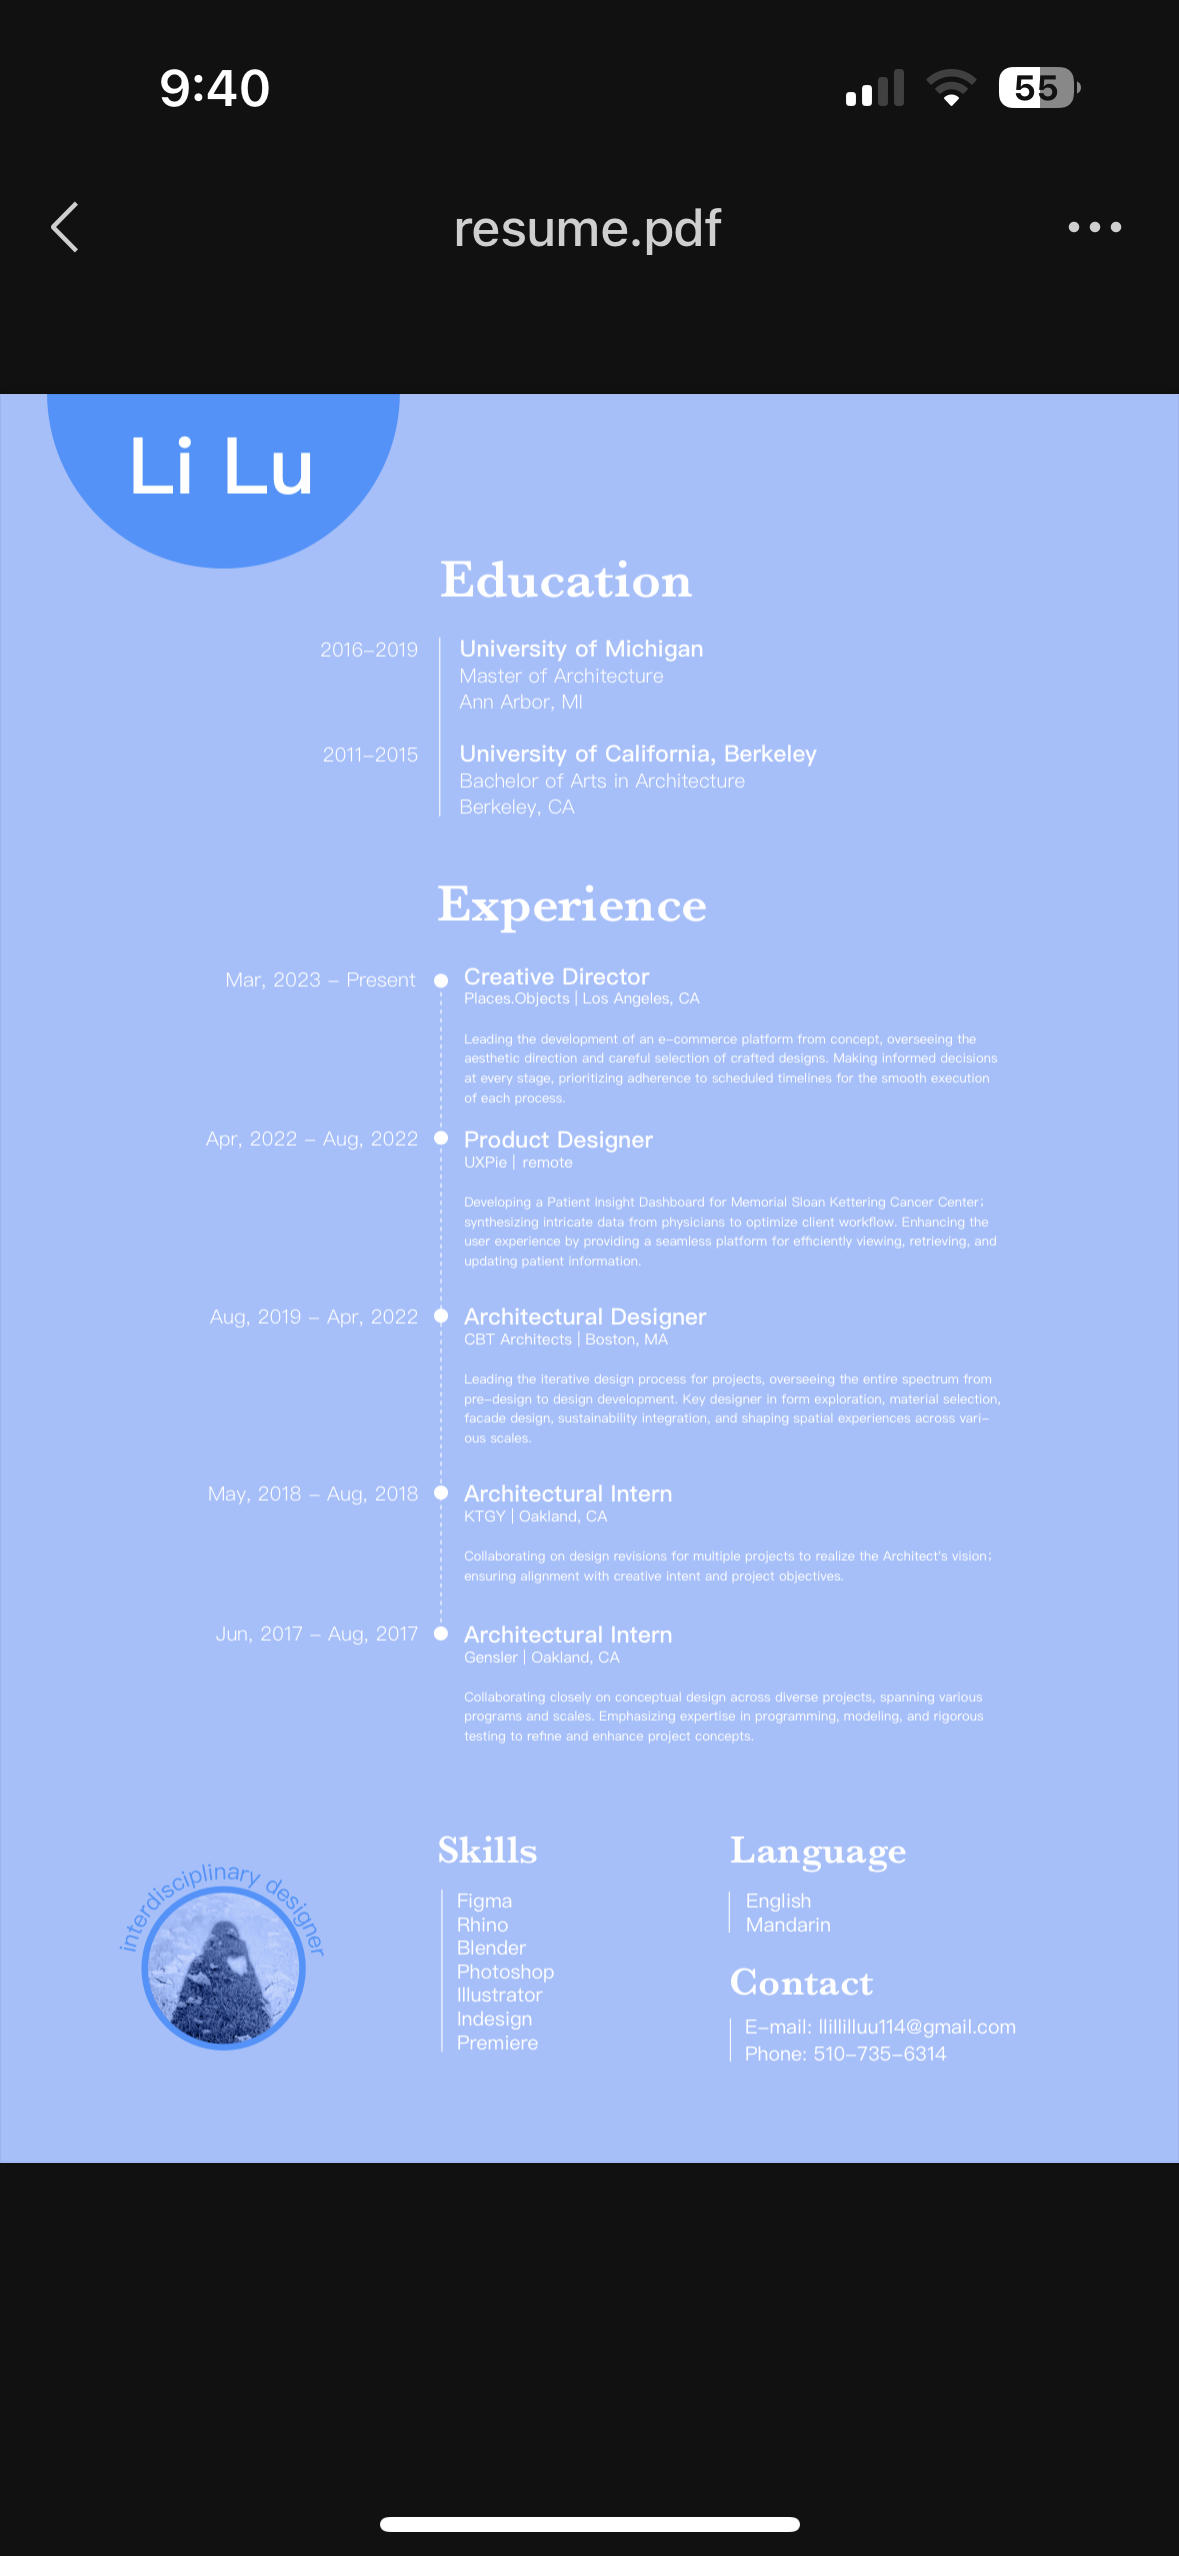 9:40
55
resume.pdf
Li Lu
Education
2016–2019
University of Michigan
Master of Architecture
Ann Arbor, MI
2011–2015
University of California, Berkeley
Bachelor of Arts in Architecture
Berkeley, CA
Experience
Mar, 2023 – Present
Creative Director
Places.Objects | Los Angeles, CA
Leading the development of an e-commerce platform from concept, overseeing the
aesthetic direction and careful selection of crafted designs. Making informed decisions
at every stage, prioritizing adherence to scheduled timelines for the smooth execution
of each process.
Apr, 2022 – Aug, 2022
Product Designer
UXPie | remote
Developing a Patient Insight Dashboard for Memorial Sloan Kettering Cancer Center;
synthesizing intricate data from physicians to optimize client workflow. Enhancing the
user experience by providing a seamless platform for efficiently viewing, retrieving, and
updating patient information.
Aug, 2019 – Apr, 2022
Architectural Designer
CBT Architects | Boston, MA
Leading the iterative design process for projects, overseeing the entire spectrum from
pre-design to design development. Key designer in form exploration, material selection,
facade design, sustainability integration, and shaping spatial experiences across vari-
ous scales.
May, 2018 – Aug, 2018
Architectural Intern
KTGY | Oakland, CA
Collaborating on design revisions for multiple projects to realize the Architect's vision;
ensuring alignment with creative intent and project objectives.
Jun, 2017 – Aug, 2017
Architectural Intern
Gensler | Oakland, CA
Collaborating closely on conceptual design across diverse projects, spanning various
programs and scales. Emphasizing expertise in programming, modeling, and rigorous
testing to refine and enhance project concepts.
interdisciplinary designer
Skills
Figma
Rhino
Blender
Photoshop
Illustrator
Indesign
Premiere
Language
English
Mandarin
Contact
E-mail: llillilluu114@gmail.com
Phone: 510-735-6314